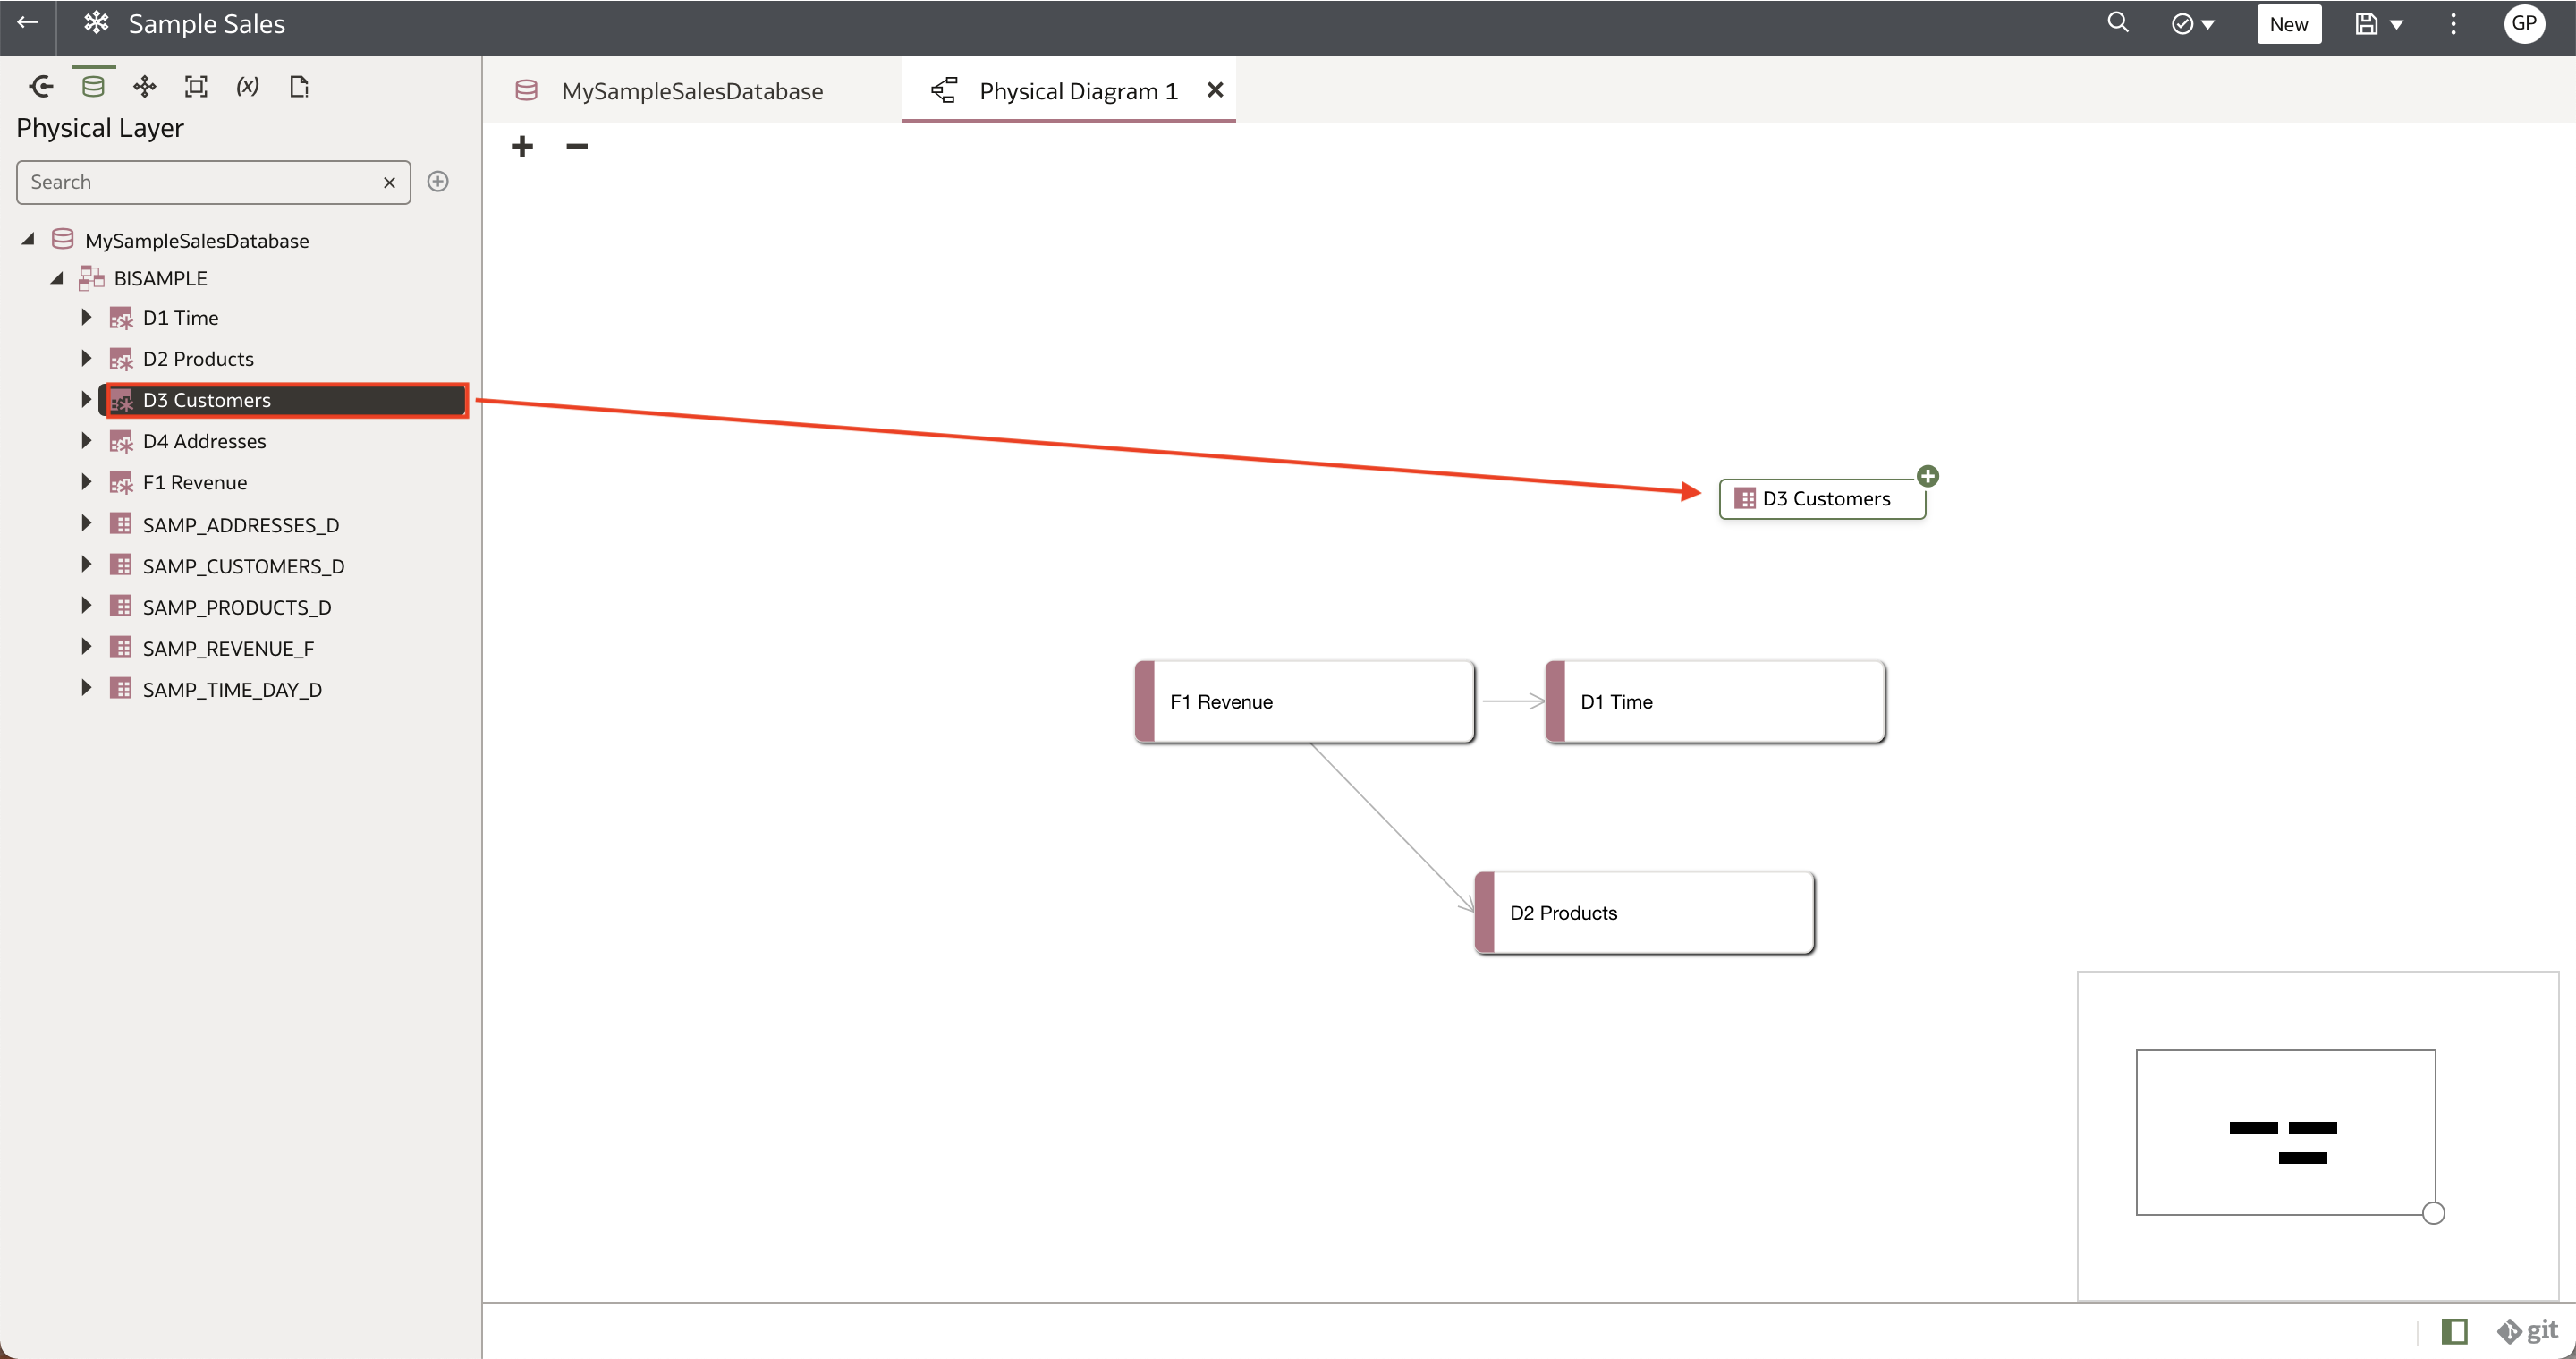 Sample Sales
New
GP
Physical Layer
Search
MySampleSalesDatabase
BISAMPLE
D1 Time
D2 Products
D3 Customers
D4 Addresses
F1 Revenue
SAMP_ADDRESSES_D
SAMP_CUSTOMERS_D
SAMP_PRODUCTS_D
SAMP_REVENUE_F
SAMP_TIME_DAY_D
MySampleSalesDatabase
Physical Diagram 1
D3 Customers
F1 Revenue
D1 Time
D2 Products
git